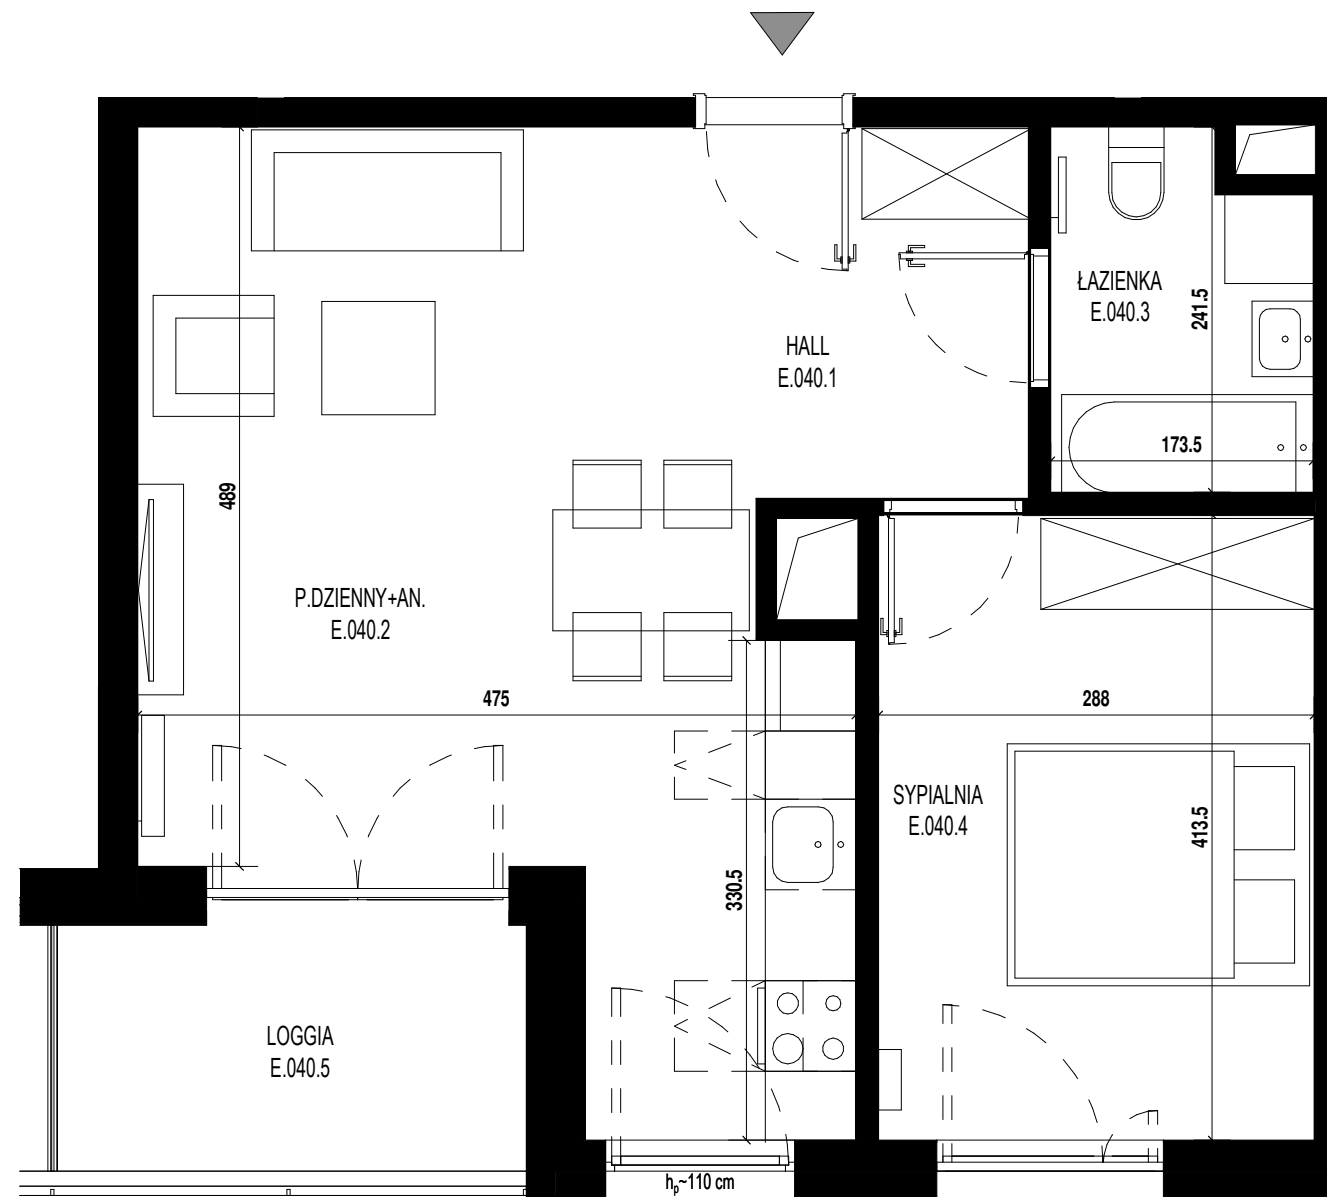 ŁAZIENKA
E.040.3
241.5
HALL
E.040.1
173.5
489
P.DZIENNY+AN.
E.040.2
475
288
SYPIALNIA
E.040.4
413.5
330.5
LOGGIA
E.040.5
hp~110 cm